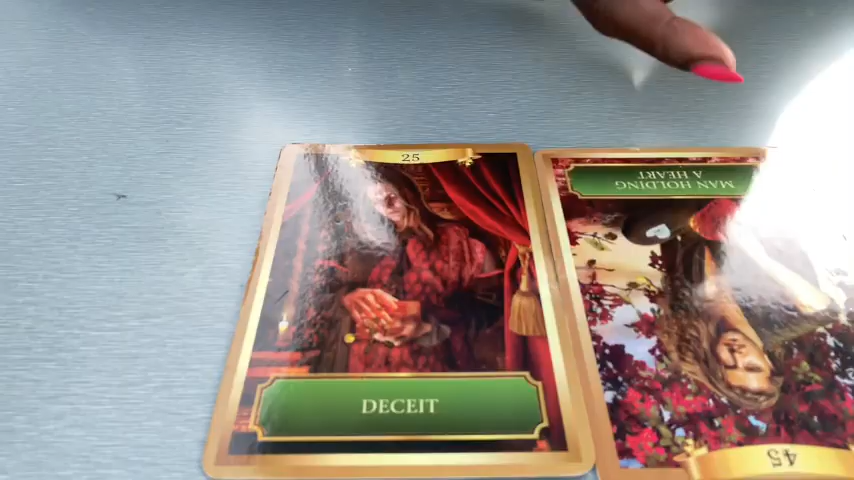 25
DECEIT
MAN HOLDING
A HEART
45